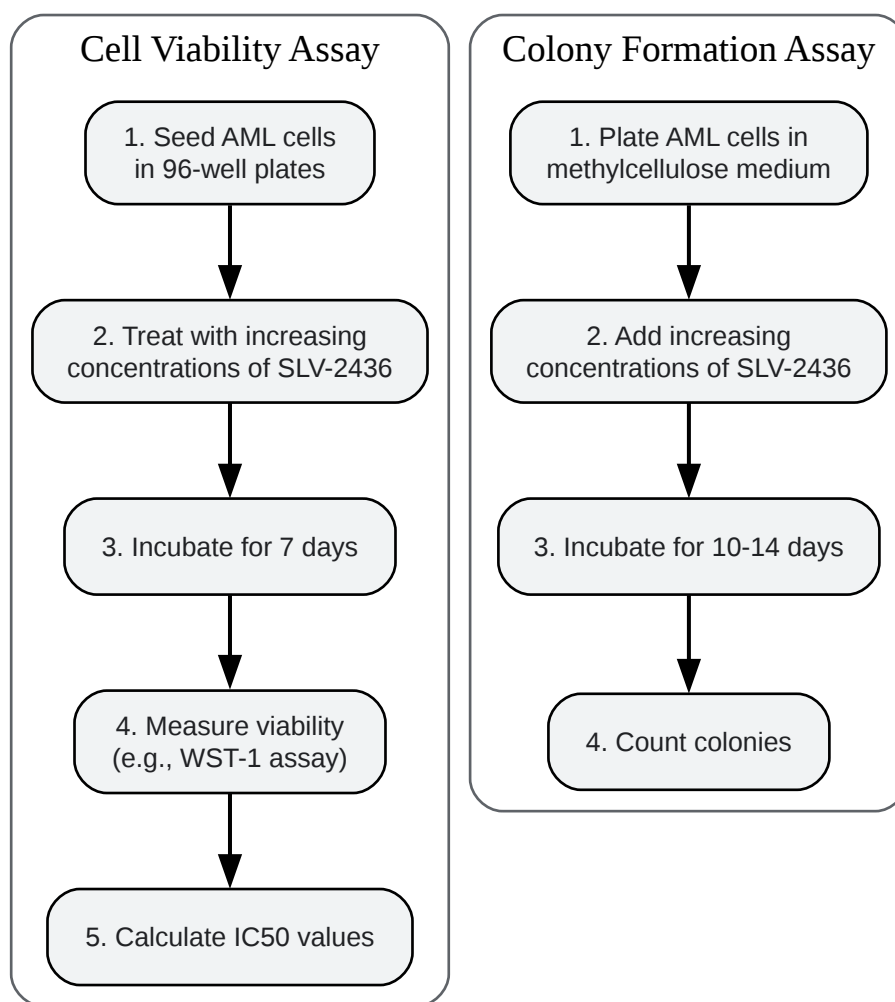 Cell Viability Assay
1. Seed AML cells
in 96-well plates
2. Treat with increasing
concentrations of SLV-2436
3. Incubate for 7 days
4. Measure viability
(e.g., WST-1 assay)
5. Calculate IC50 values
Colony Formation Assay
1. Plate AML cells in
methylcellulose medium
2. Add increasing
concentrations of SLV-2436
3. Incubate for 10-14 days
4. Count colonies